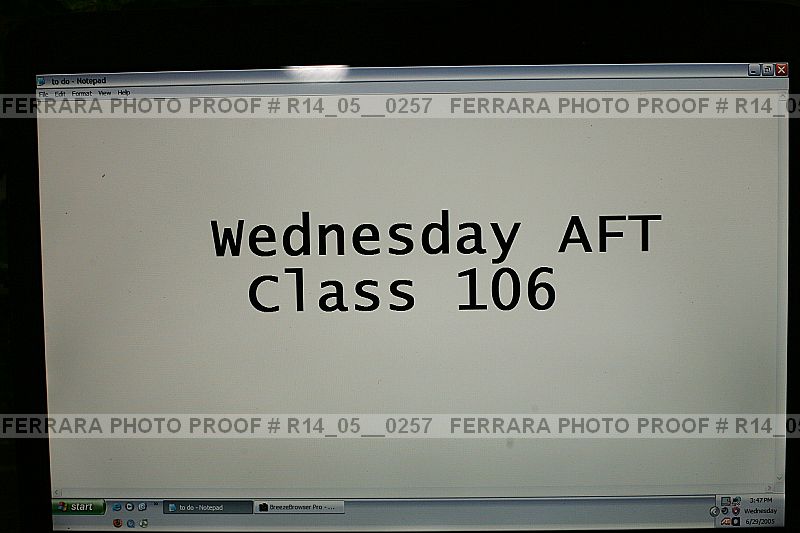 to do - Notepad
File Edit Format View Help
FERRARA PHOTO PROOF # R14_05__0257 FERRARA PHOTO PROOF # R14_05
Wednesday AFT
Class 106
FERRARA PHOTO PROOF # R14_05__0257 FERRARA PHOTO PROOF # R14_05
start
to do - Notepad
BreezeBrowser Pro - ...
3:47 PM
Wednesday
6/29/2005